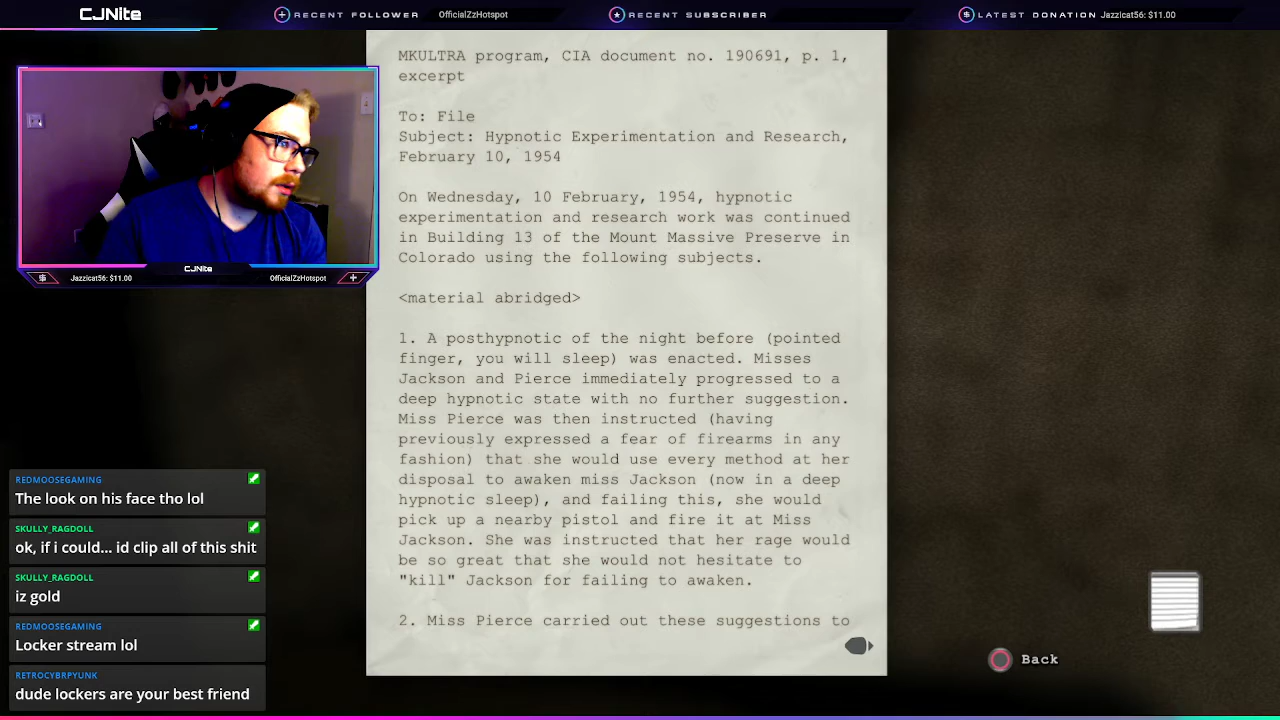 CJNite
RECENT FOLLOWER OfficialZzHotspot
RECENT SUBSCRIBER
LATEST DONATION Jazzicat56: $11.00
CJNite
Jazzicat56: $11.00
OfficialZzHotspot
MKULTRA program, CIA document no. 190691, p. 1,
excerpt
To: File
Subject: Hypnotic Experimentation and Research,
February 10, 1954
On Wednesday, 10 February, 1954, hypnotic
experimentation and research work was continued
in Building 13 of the Mount Massive Preserve in
Colorado using the following subjects.
<material abridged>
1. A posthypnotic of the night before (pointed
finger, you will sleep) was enacted. Misses
Jackson and Pierce immediately progressed to a
deep hypnotic state with no further suggestion.
Miss Pierce was then instructed (having
previously expressed a fear of firearms in any
fashion) that she would use every method at her
disposal to awaken miss Jackson (now in a deep
hypnotic sleep), and failing this, she would
pick up a nearby pistol and fire it at Miss
Jackson. She was instructed that her rage would
be so great that she would not hesitate to
"kill" Jackson for failing to awaken.
2. Miss Pierce carried out these suggestions to
Back
REDMOOSEGAMING
The look on his face tho lol
SKULLY_RAGDOLL
ok, if i could... id clip all of this shit
SKULLY_RAGDOLL
iz gold
REDMOOSEGAMING
Locker stream lol
RETROCYBRPYUNK
dude lockers are your best friend